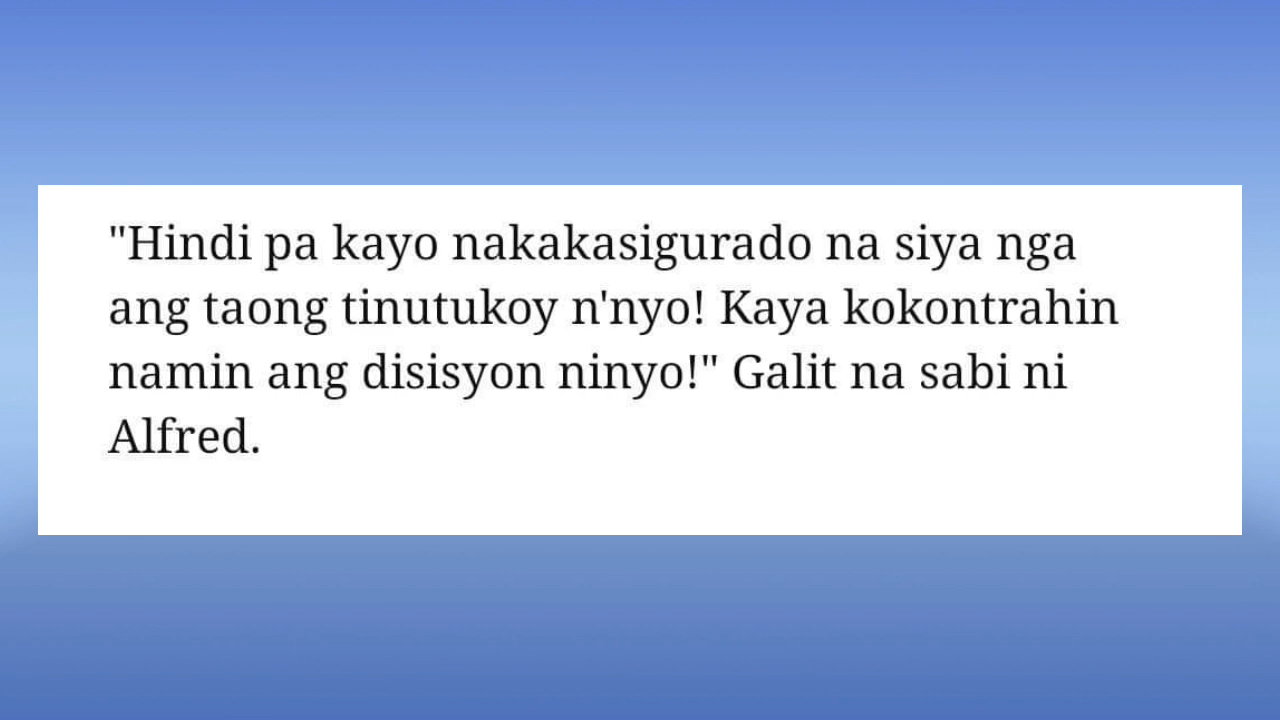 "Hindi pa kayo nakakasigurado na siya nga
ang taong tinutukoy n'nyo! Kaya kokontrahin
namin ang disisyon ninyo!" Galit na sabi ni
Alfred.